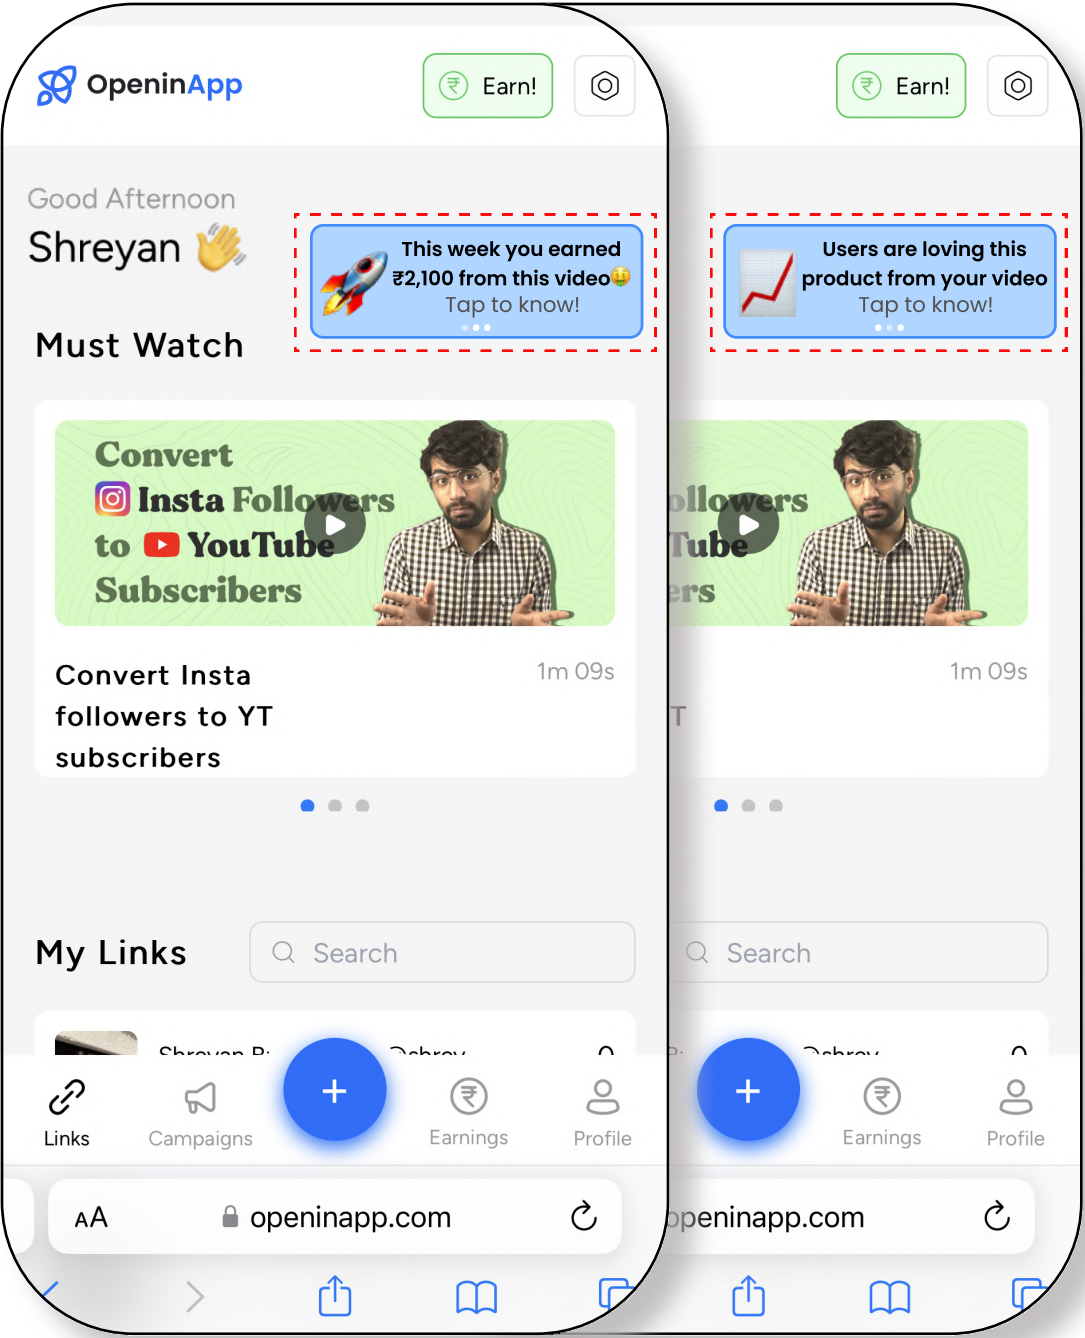 OpeninApp
₹ Earn!
Good Afternoon
Shreyan 👋
This week you earned
₹2,100 from this video🤑
Tap to know!
Must Watch
Convert
Insta Followers
to YouTube
Subscribers
Convert Insta
followers to YT
subscribers
1m 09s
My Links
Search
Links
Campaigns
+
₹
Earnings
Profile
AA
openinapp.com
₹ Earn!
Users are loving this
product from your video
Tap to know!
ollowers
Tube
ers
1m 09s
T
Search
+
₹
Earnings
Profile
openinapp.com